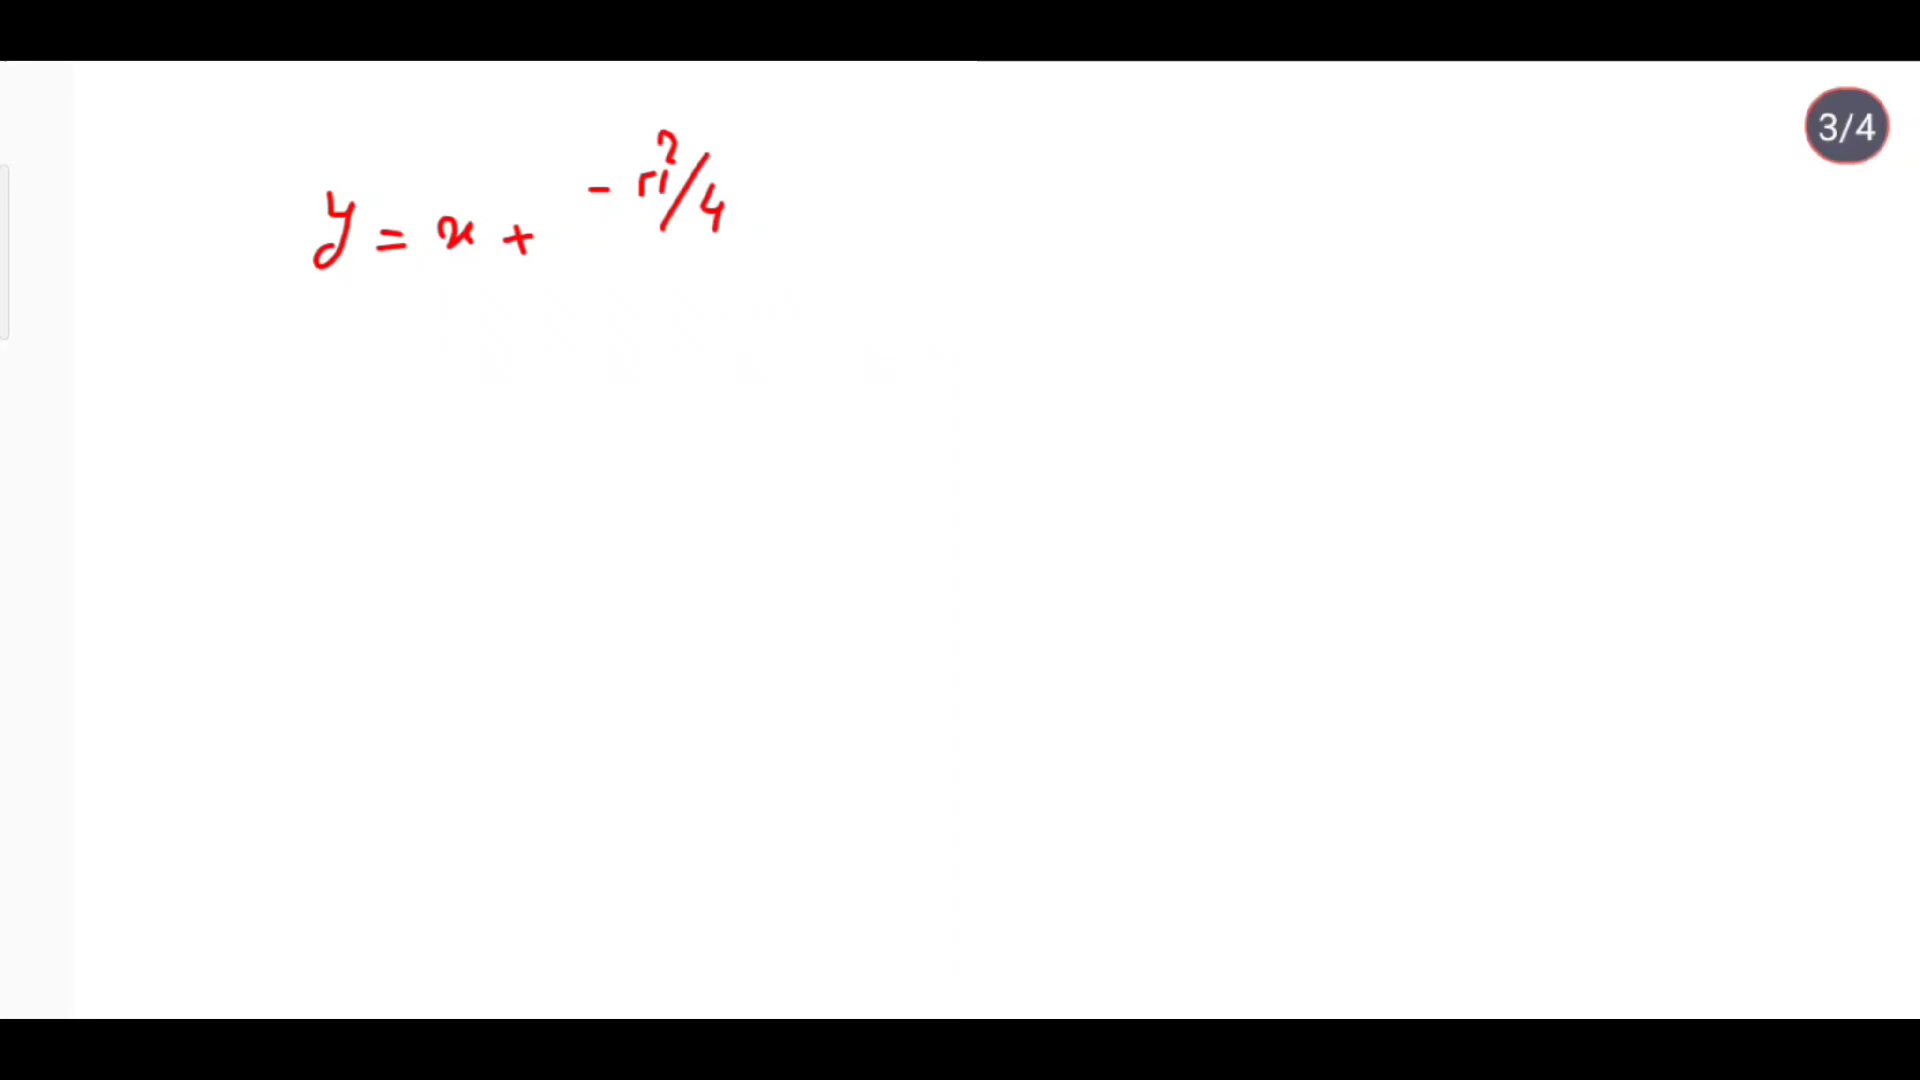 3/4
y = x + - π²/4